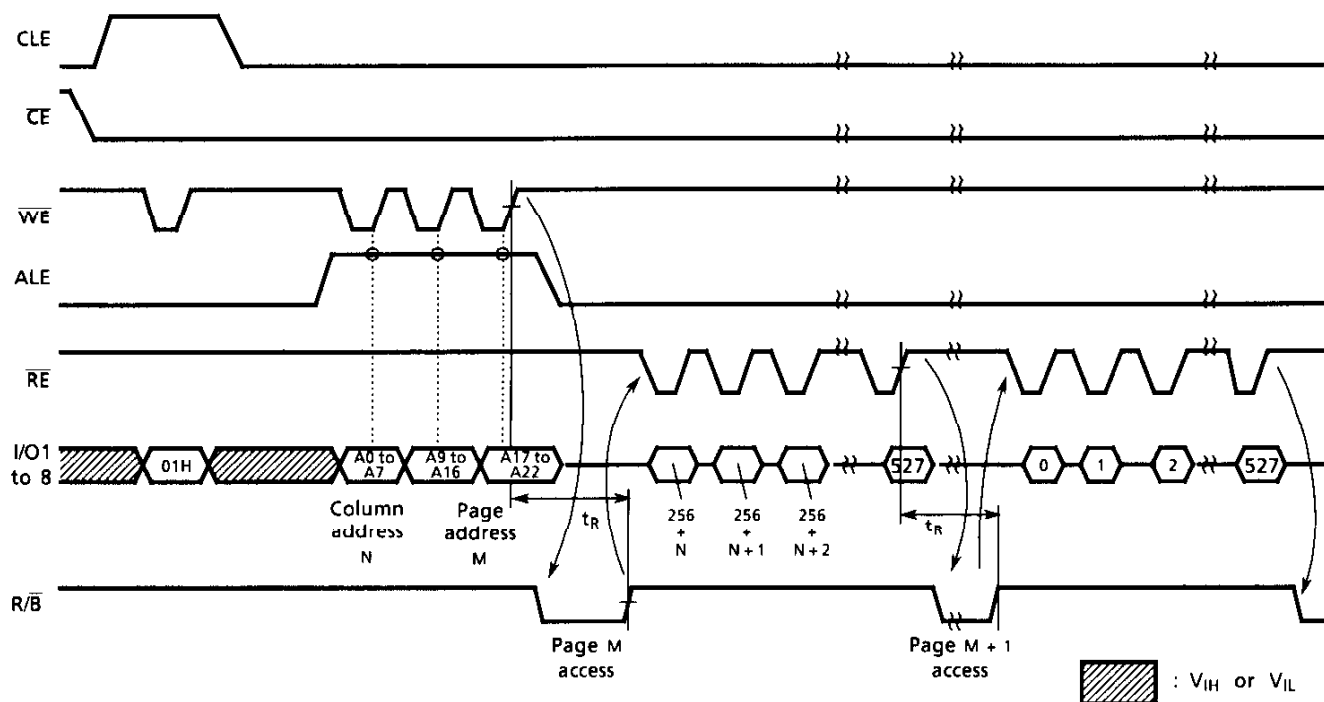 CLE
CE
WE
ALE
RE
I/O1
to 8
01H
A0 to
A7
A9 to
A16
A17 to
A22
527
0
1
2
527
Column
address
N
Page
address
M
tR
256
+
N
256
+
N + 1
256
+
N + 2
tR
R/B
Page M
access
Page M + 1
access
: VIH or VIL